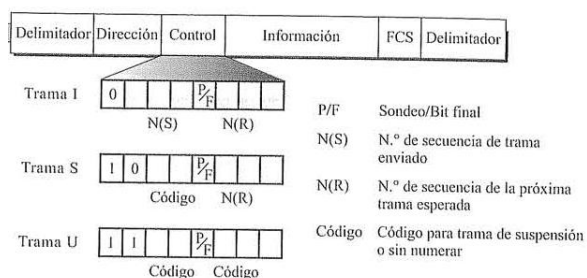 Delimitador Dirección Control Información FCS Delimitador
Trama I 0 P/F
N(S) N(R)
Trama S 1 0 P/F
Código N(R)
Trama U 1 1 P/F
Código Código
P/F Sondeo/Bit final
N(S) N.º de secuencia de trama
enviado
N(R) N.º de secuencia de la próxima
trama esperada
Código Código para trama de suspensión
o sin numerar